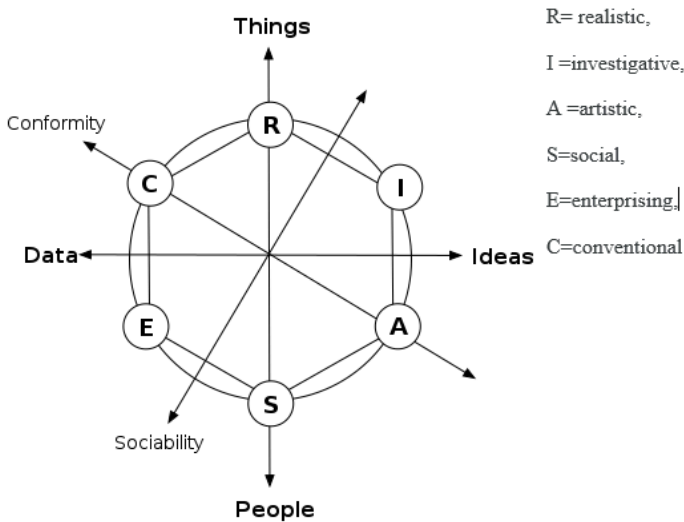 Things
R= realistic,
I =investigative,
A =artistic,
S=social,
E=enterprising,
C=conventional
Conformity
R
C
I
Data
Ideas
E
A
S
Sociability
People